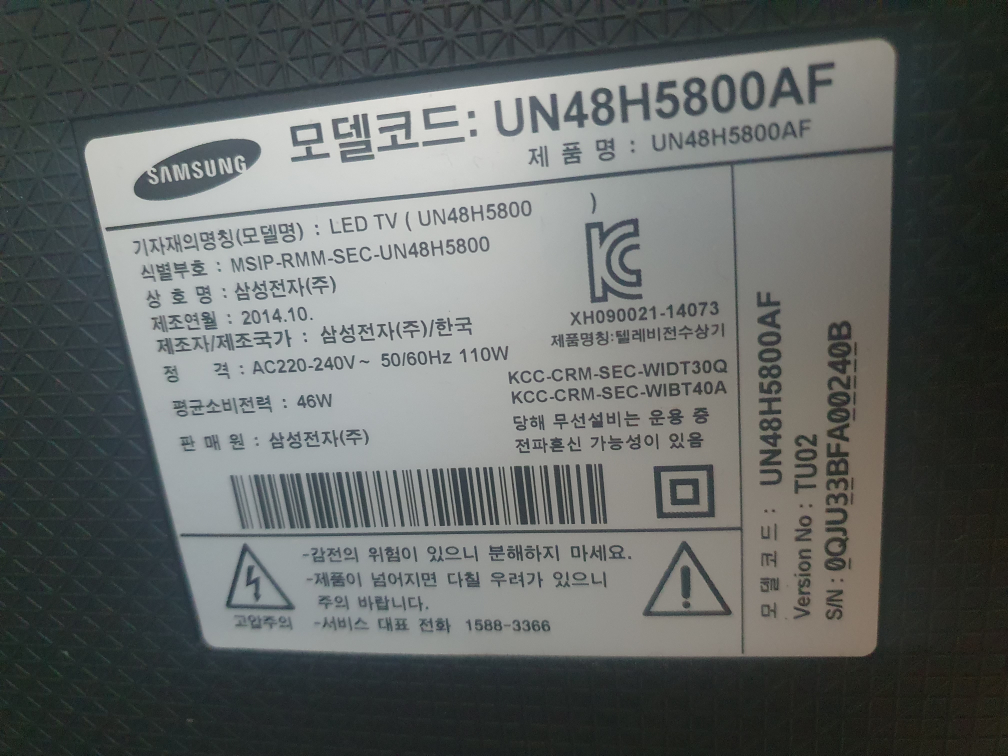 SAMSUNG
모델코드: UN48H5800AF
제 품 명 : UN48H5800AF
기자재의명칭(모델명) : LED TV ( UN48H5800 )
식별부호 : MSIP-RMM-SEC-UN48H5800
상 호 명 : 삼성전자(주)
제조연월 : 2014.10.
제조자/제조국가 : 삼성전자(주)/한국
정 격 : AC220-240V~ 50/60Hz 110W
평균소비전력 : 46W
판 매 원 : 삼성전자(주)
XH090021-14073
제품명칭:텔레비전수상기
KCC-CRM-SEC-WIDT30Q
KCC-CRM-SEC-WIBT40A
당해 무선설비는 운용 중
전파혼신 가능성이 있음
고압주의
-감전의 위험이 있으니 분해하지 마세요.
-제품이 넘어지면 다칠 우려가 있으니
주의 바랍니다.
-서비스 대표 전화 1588-3366
모 델 코 드 : UN48H5800AF
Version No : TU02
S/N : 0QJU33BFA00240B